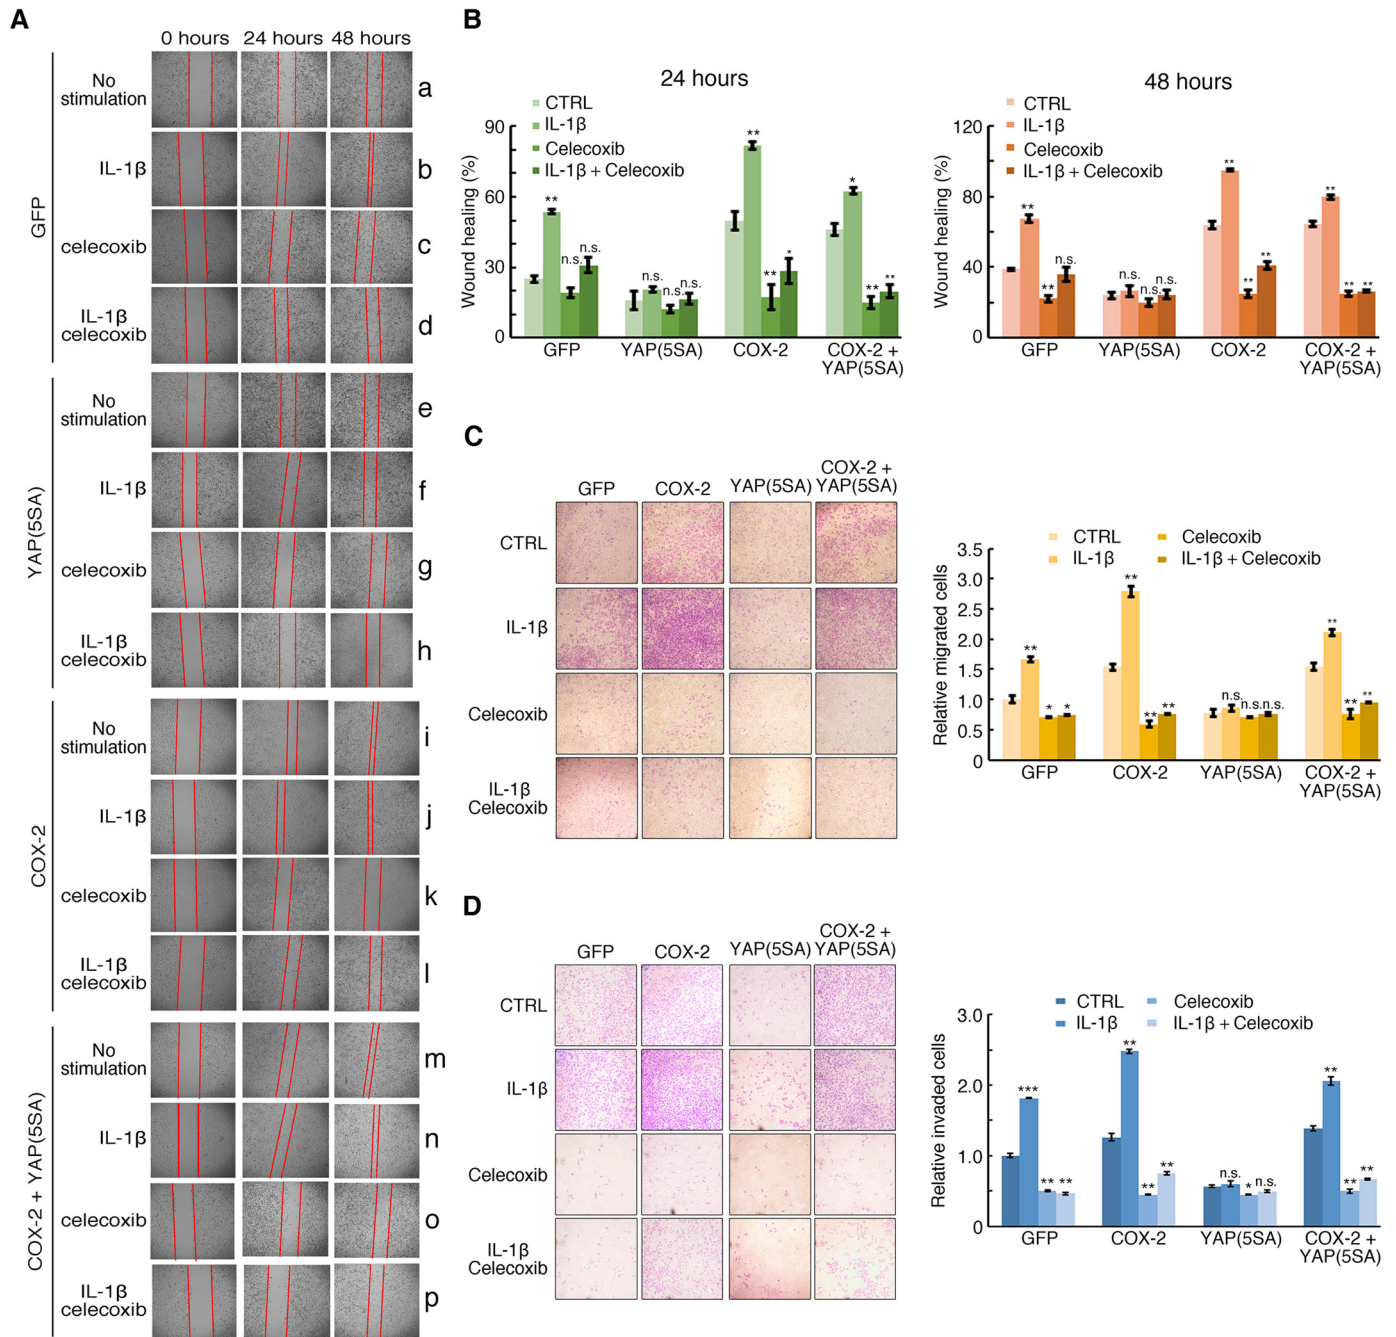 A
0 hours 24 hours 48 hours
GFP
No
stimulation
a
IL-1β
b
celecoxib
c
IL-1β
celecoxib
d
YAP(5SA)
No
stimulation
e
IL-1β
f
celecoxib
g
IL-1β
celecoxib
h
COX-2
No
stimulation
i
IL-1β
j
celecoxib
k
IL-1β
celecoxib
l
COX-2 + YAP(5SA)
No
stimulation
m
IL-1β
n
celecoxib
o
IL-1β
celecoxib
p
B
24 hours
CTRL
IL-1β
Celecoxib
IL-1β + Celecoxib
Wound healing (%)
90
60
30
0
** n.s. n.s.
n.s. n.s. n.s.
** ** *
* ** **
GFP YAP(5SA) COX-2 COX-2 +
YAP(5SA)
48 hours
CTRL
IL-1β
Celecoxib
IL-1β + Celecoxib
Wound healing (%)
120
80
40
0
** ** n.s.
n.s. n.s. n.s.
** ** **
** ** **
GFP YAP(5SA) COX-2 COX-2 +
YAP(5SA)
C
GFP COX-2 YAP(5SA) COX-2 +
YAP(5SA)
CTRL
IL-1β
Celecoxib
IL-1β
Celecoxib
CTRL Celecoxib
IL-1β IL-1β + Celecoxib
Relative migrated cells
3.5
3.0
2.5
2.0
1.5
1.0
0.5
0
** * *
** ** **
n.s. n.s. n.s.
** ** **
GFP COX-2 YAP(5SA) COX-2 +
YAP(5SA)
D
GFP COX-2 YAP(5SA) COX-2 +
YAP(5SA)
CTRL
IL-1β
Celecoxib
IL-1β
Celecoxib
CTRL Celecoxib
IL-1β IL-1β + Celecoxib
Relative invaded cells
3.0
2.0
1.0
0
*** ** **
** ** **
n.s. * n.s.
** ** **
GFP COX-2 YAP(5SA) COX-2 +
YAP(5SA)